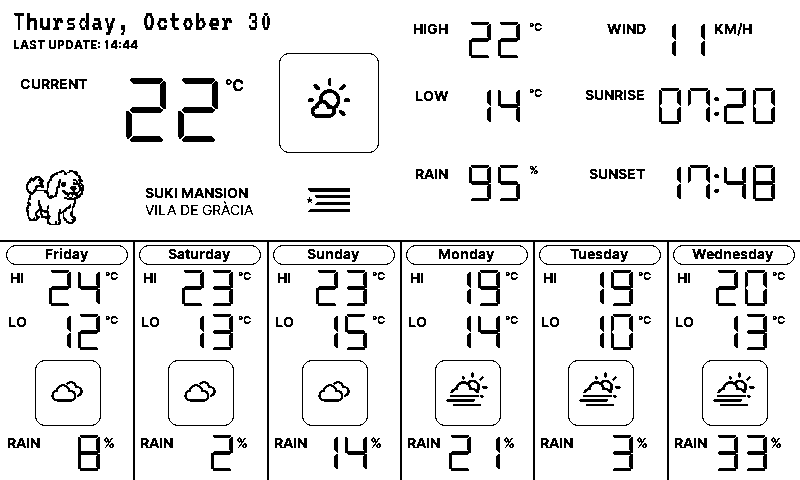 Thursday, October 30
LAST UPDATE: 14:44
CURRENT 22 °C
SUKI MANSION
VILA DE GRÀCIA
HIGH 22 °C
WIND 11 KM/H
LOW 14 °C
SUNRISE 07:20
RAIN 95 %
SUNSET 17:48
Friday
HI 24 °C
LO 12 °C
RAIN 8 %
Saturday
HI 23 °C
LO 13 °C
RAIN 2 %
Sunday
HI 23 °C
LO 15 °C
RAIN 14 %
Monday
HI 19 °C
LO 14 °C
RAIN 21 %
Tuesday
HI 19 °C
LO 10 °C
RAIN 3 %
Wednesday
HI 20 °C
LO 13 °C
RAIN 33 %